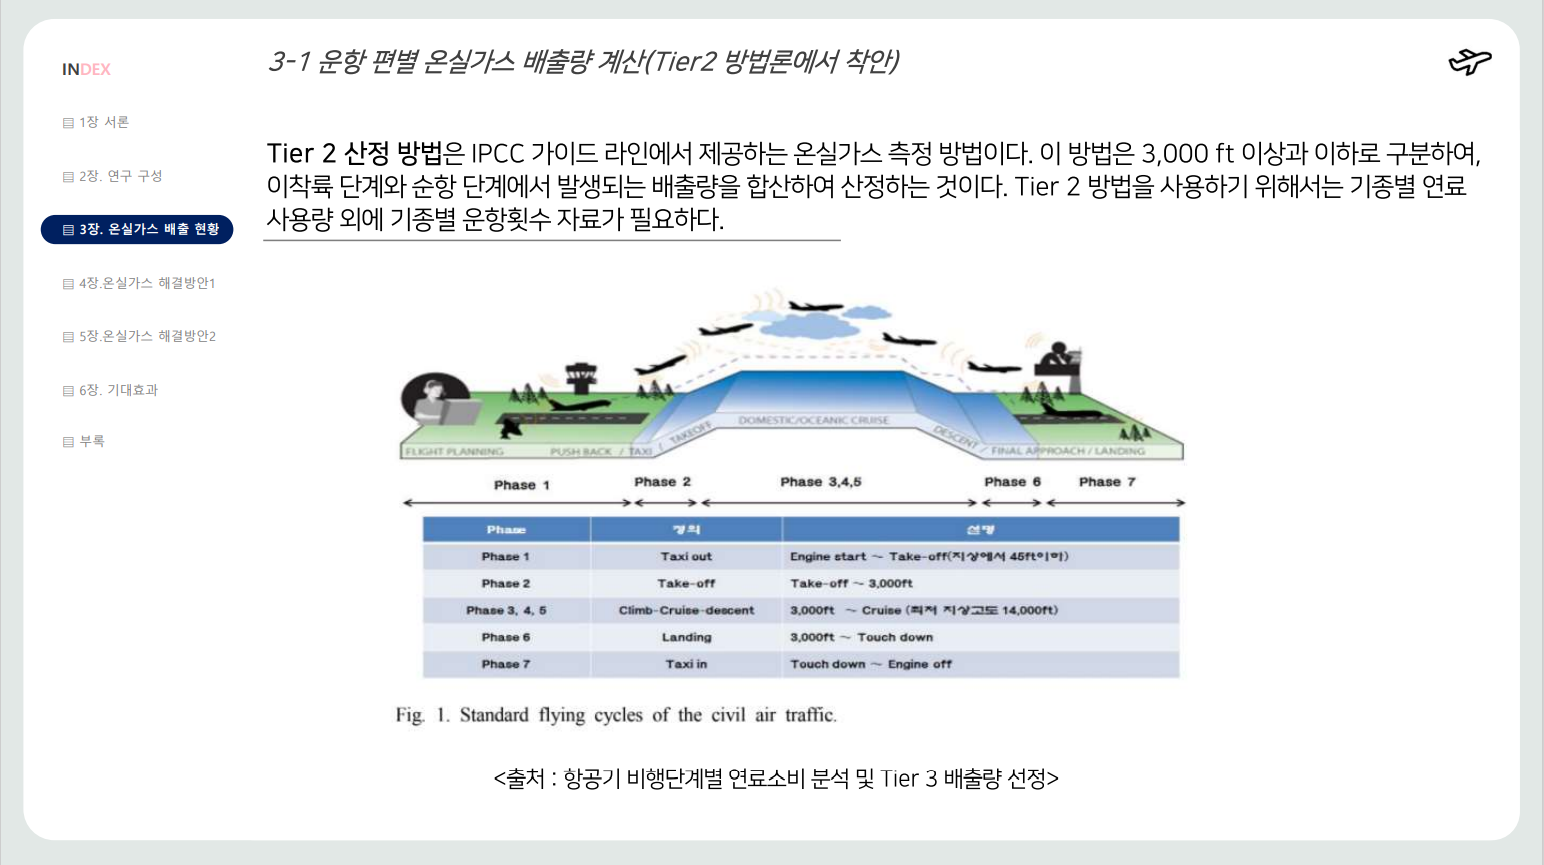 INDEX
▤ 1장 서론
▤ 2장. 연구 구성
▤ 3장. 온실가스 배출 현황
▤ 4장.온실가스 해결방안1
▤ 5장.온실가스 해결방안2
▤ 6장. 기대효과
▤ 부록
3-1 운항 편별 온실가스 배출량 계산(Tier2 방법론에서 착안)
Tier 2 산정 방법은 IPCC 가이드 라인에서 제공하는 온실가스 측정 방법이다. 이 방법은 3,000 ft 이상과 이하로 구분하여,
이착륙 단계와 순항 단계에서 발생되는 배출량을 합산하여 산정하는 것이다. Tier 2 방법을 사용하기 위해서는 기종별 연료
사용량 외에 기종별 운항횟수 자료가 필요하다.
FLIGHT PLANNING PUSH BACK / TAXI / TAKEOFF DOMESTIC/OCEANIC CRUISE DESCENT / FINAL APPROACH / LANDING
Phase 1 Phase 2 Phase 3,4,5 Phase 6 Phase 7
Phase 정의 설명
Phase 1 Taxi out Engine start ~ Take-off(지상에서 45ft이하)
Phase 2 Take-off Take-off ~ 3,000ft
Phase 3, 4, 5 Climb-Cruise-descent 3,000ft ~ Cruise (최저 지상고도 14,000ft)
Phase 6 Landing 3,000ft ~ Touch down
Phase 7 Taxi in Touch down ~ Engine off
Fig. 1. Standard flying cycles of the civil air traffic.
<출처 : 항공기 비행단계별 연료소비 분석 및 Tier 3 배출량 선정>